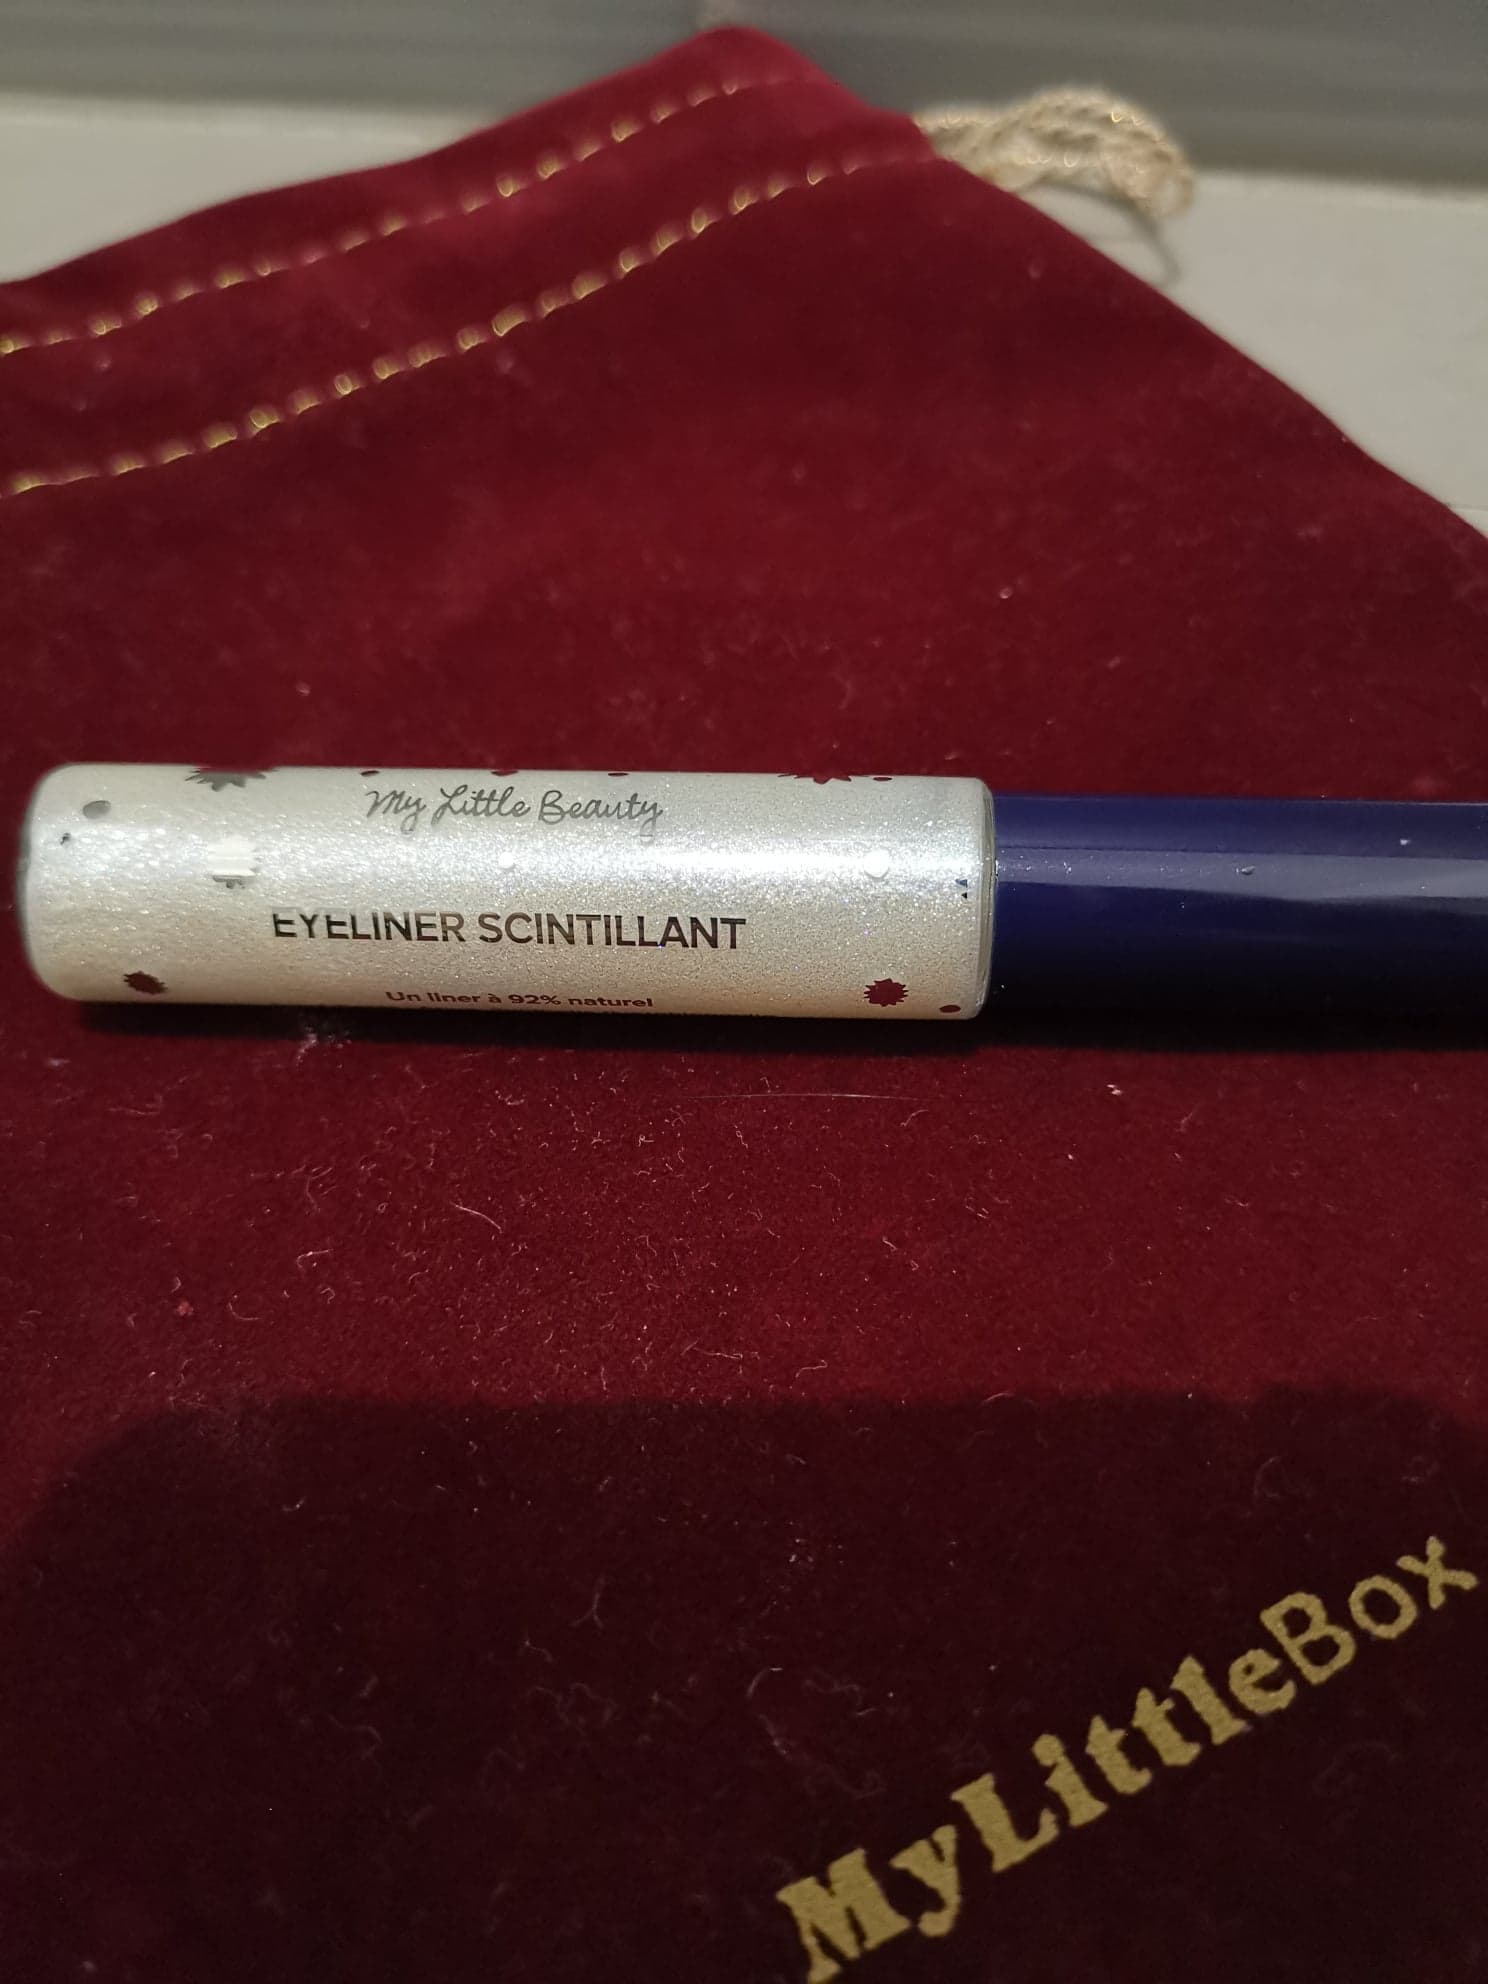 My Little Beauty
EYELINER SCINTILLANT
Un liner à 92% naturel
MyLittleBox